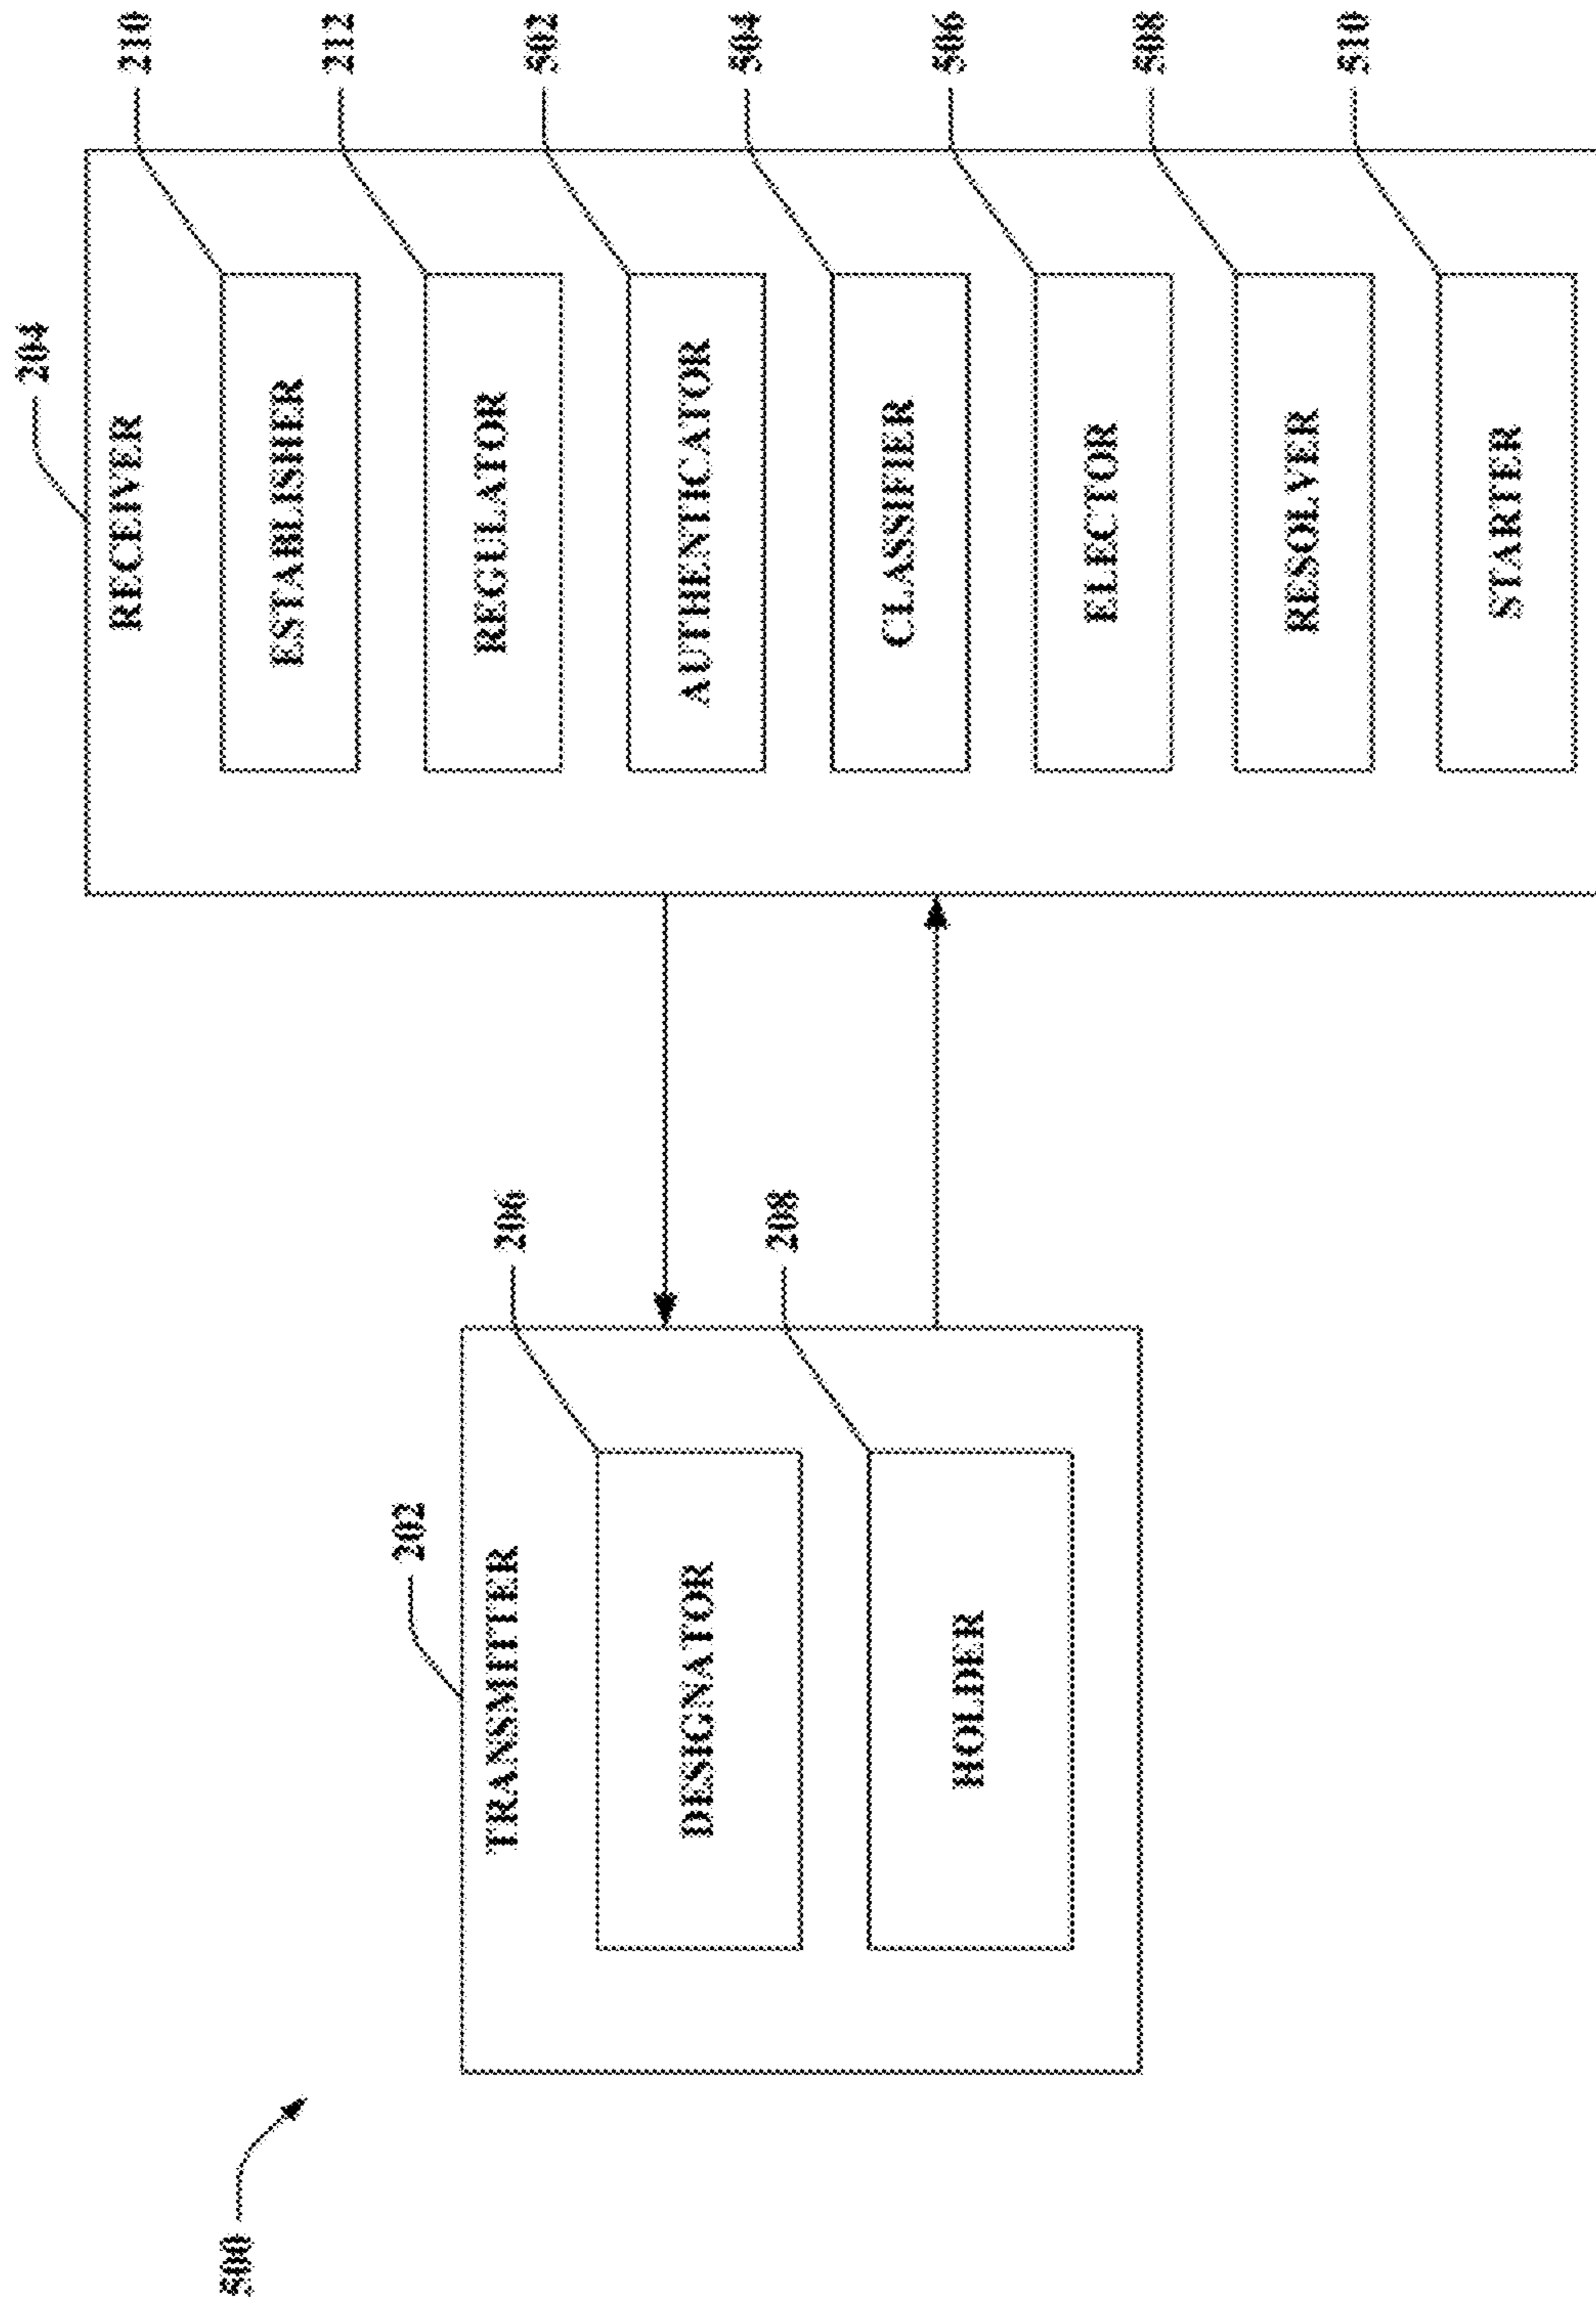 500
202
TRANSMITTER
206
DESIGNATOR
208
HOLDER
204
RECEIVER
210
ESTABLISHER
212
REGULATOR
502
AUTHENTICATOR
504
CLASSIFIER
506
ELECTOR
508
RESOLVER
510
STARTER